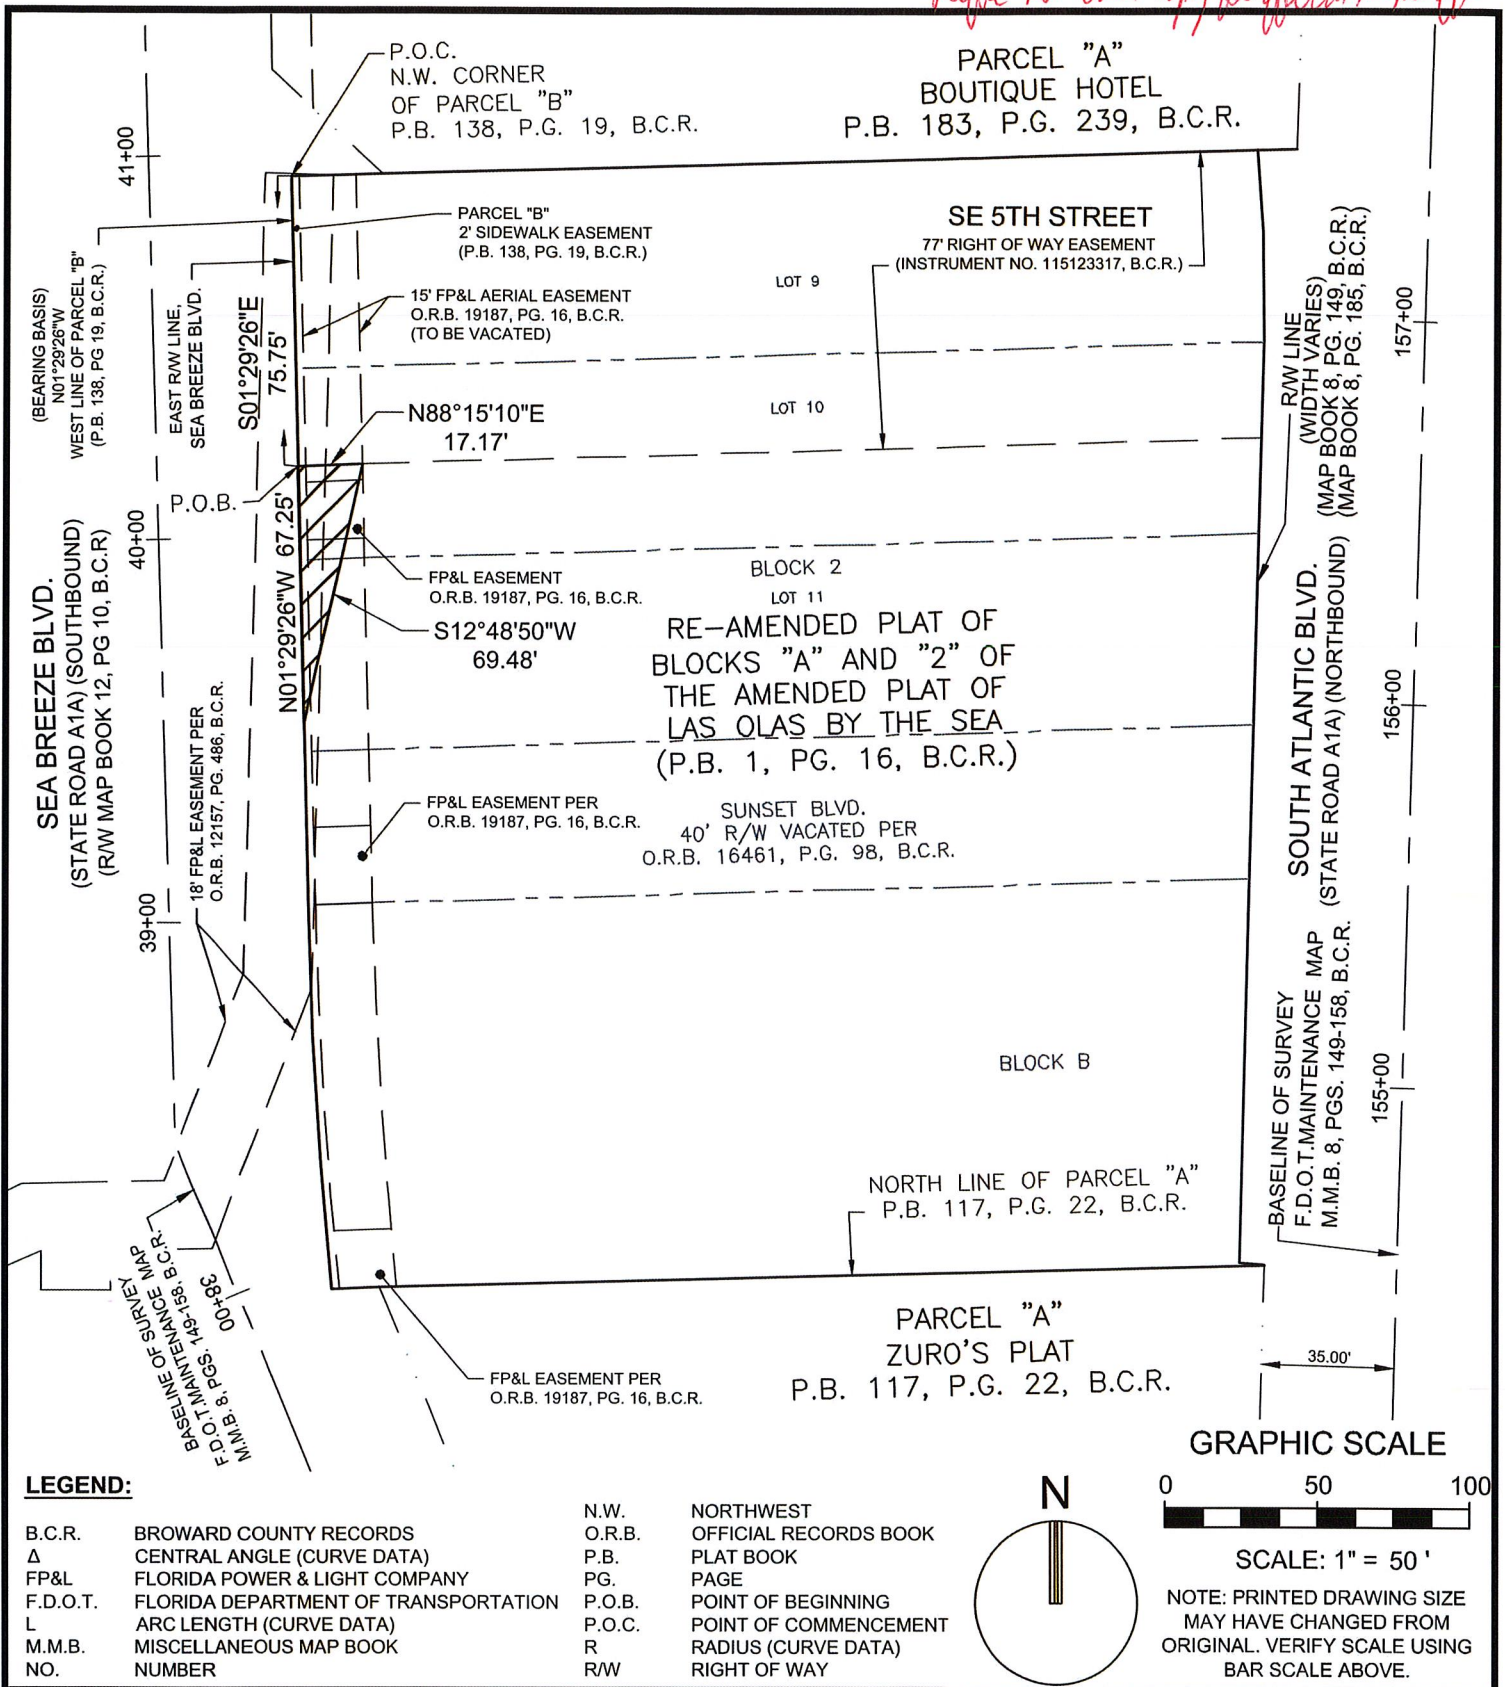 P.O.C.
N.W. CORNER
OF PARCEL "B"
P.B. 138, P.G. 19, B.C.R.
PARCEL "A"
BOUTIQUE HOTEL
P.B. 183, P.G. 239, B.C.R.
41+00
PARCEL "B"
2' SIDEWALK EASEMENT
(P.B. 138, PG. 19, B.C.R.)
SE 5TH STREET
77' RIGHT OF WAY EASEMENT
(INSTRUMENT NO. 115123317, B.C.R.)
(BEARING BASIS)
N01°29'26"W
WEST LINE OF PARCEL "B"
(P.B. 138, PG 19, B.C.R.)
EAST R/W LINE,
SEA BREEZE BLVD.
S01°29'26"E
75.75'
15' FP&L AERIAL EASEMENT
O.R.B. 19187, PG. 16, B.C.R.
(TO BE VACATED)
LOT 9
R/W LINE
(WIDTH VARIES)
(MAP BOOK 8, PG. 149, B.C.R.)
(MAP BOOK 8, PG. 185, B.C.R.)
157+00
LOT 10
N88°15'10"E
17.17'
P.O.B.
40+00
N01°29'26"W 67.25'
SEA BREEZE BLVD.
(STATE ROAD A1A) (SOUTHBOUND)
(R/W MAP BOOK 12, PG 10, B.C.R)
FP&L EASEMENT
O.R.B. 19187, PG. 16, B.C.R.
S12°48'50"W
69.48'
BLOCK 2
LOT 11
RE-AMENDED PLAT OF
BLOCKS "A" AND "2" OF
THE AMENDED PLAT OF
LAS OLAS BY THE SEA
(P.B. 1, PG. 16, B.C.R.)
SOUTH ATLANTIC BLVD.
(STATE ROAD A1A) (NORTHBOUND)
156+00
18' FP&L EASEMENT PER
O.R.B. 12157, PG. 486, B.C.R.
FP&L EASEMENT PER
O.R.B. 19187, PG. 16, B.C.R.
SUNSET BLVD.
40' R/W VACATED PER
O.R.B. 16461, P.G. 98, B.C.R.
39+00
BLOCK B
BASELINE OF SURVEY
F.D.O.T.MAINTENANCE MAP
M.M.B. 8, PGS. 149-158, B.C.R.
155+00
NORTH LINE OF PARCEL "A"
P.B. 117, P.G. 22, B.C.R.
BASELINE OF SURVEY
F.D.O.T.MAINTENANCE MAP
M.M.B. 8, PGS. 149-158, B.C.R.
38+00
PARCEL "A"
ZURO'S PLAT
P.B. 117, P.G. 22, B.C.R.
35.00'
FP&L EASEMENT PER
O.R.B. 19187, PG. 16, B.C.R.
GRAPHIC SCALE
0 50 100
SCALE: 1" = 50 '
NOTE: PRINTED DRAWING SIZE
MAY HAVE CHANGED FROM
ORIGINAL. VERIFY SCALE USING
BAR SCALE ABOVE.
N
LEGEND:
B.C.R. BROWARD COUNTY RECORDS
Δ CENTRAL ANGLE (CURVE DATA)
FP&L FLORIDA POWER & LIGHT COMPANY
F.D.O.T. FLORIDA DEPARTMENT OF TRANSPORTATION
L ARC LENGTH (CURVE DATA)
M.M.B. MISCELLANEOUS MAP BOOK
NO. NUMBER
N.W. NORTHWEST
O.R.B. OFFICIAL RECORDS BOOK
P.B. PLAT BOOK
PG. PAGE
P.O.B. POINT OF BEGINNING
P.O.C. POINT OF COMMENCEMENT
R RADIUS (CURVE DATA)
R/W RIGHT OF WAY